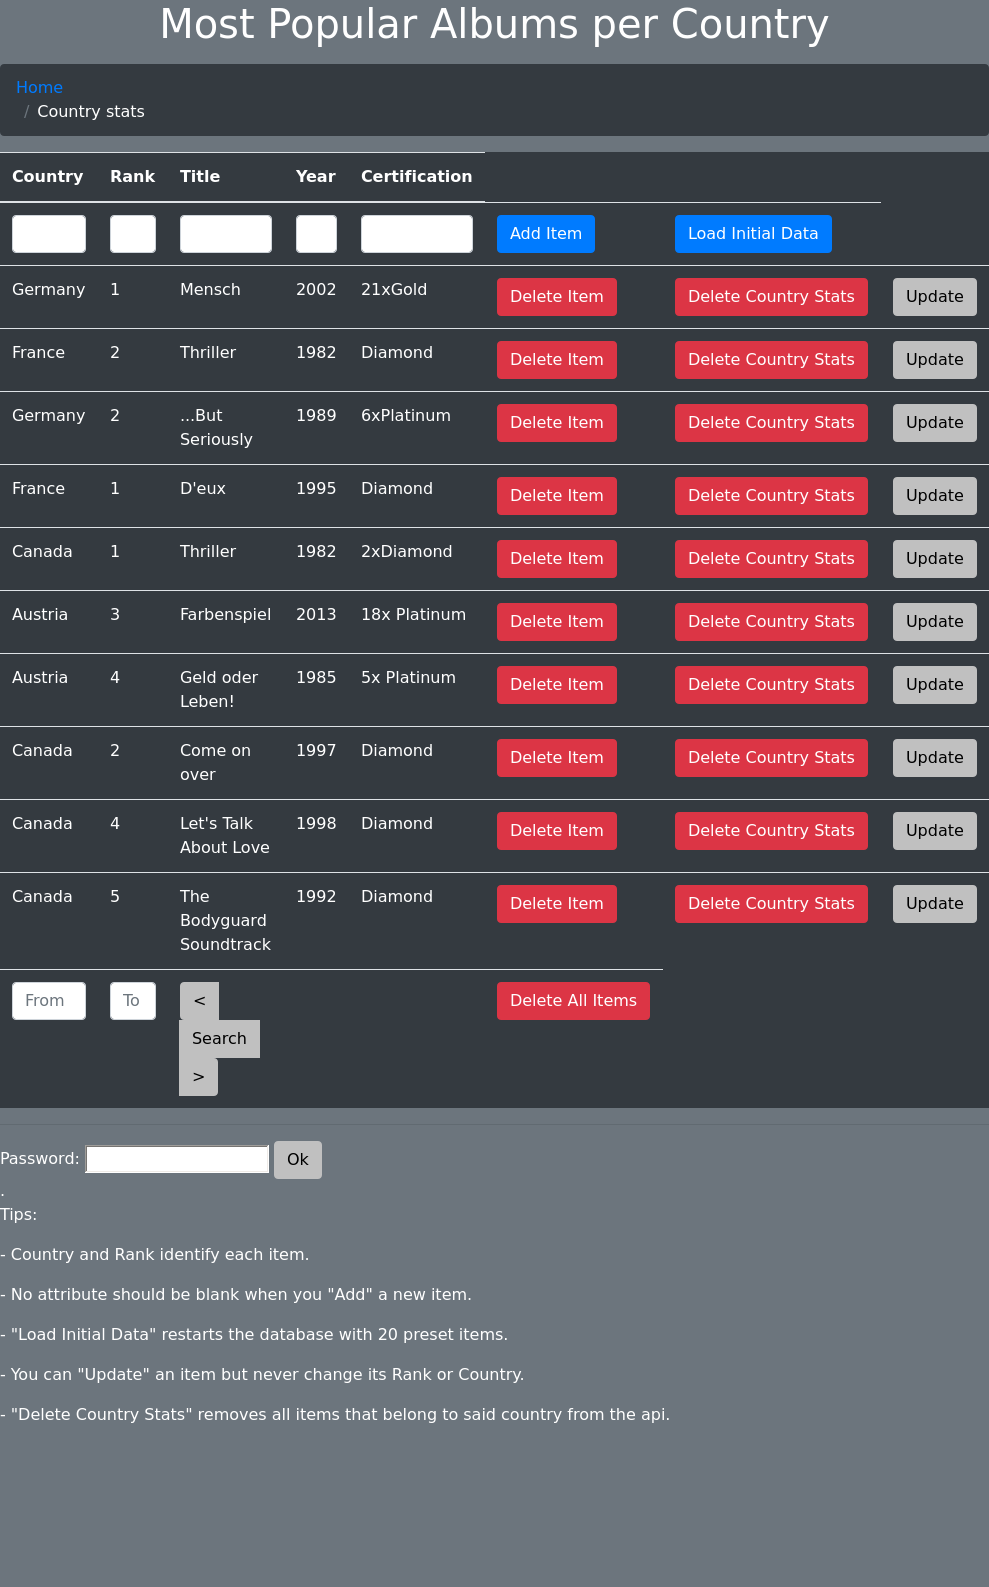 Most Popular Albums per Country
Home
/ Country stats
Country Rank Title Year Certification
Add Item Load Initial Data
Germany 1 Mensch 2002 21xGold Delete Item Delete Country Stats Update
France 2 Thriller 1982 Diamond Delete Item Delete Country Stats Update
Germany 2 ...But 1989 6xPlatinum Delete Item Delete Country Stats Update
Seriously
France 1 D'eux 1995 Diamond Delete Item Delete Country Stats Update
Canada 1 Thriller 1982 2xDiamond Delete Item Delete Country Stats Update
Austria 3 Farbenspiel 2013 18x Platinum Delete Item Delete Country Stats Update
Austria 4 Geld oder 1985 5x Platinum Delete Item Delete Country Stats Update
Leben!
Canada 2 Come on 1997 Diamond Delete Item Delete Country Stats Update
over
Canada 4 Let's Talk 1998 Diamond Delete Item Delete Country Stats Update
About Love
Canada 5 The 1992 Diamond Delete Item Delete Country Stats Update
Bodyguard
Soundtrack
From To < Delete All Items
Search
>
Password: Ok
.
Tips:
- Country and Rank identify each item.
- No attribute should be blank when you "Add" a new item.
- "Load Initial Data" restarts the database with 20 preset items.
- You can "Update" an item but never change its Rank or Country.
- "Delete Country Stats" removes all items that belong to said country from the api.